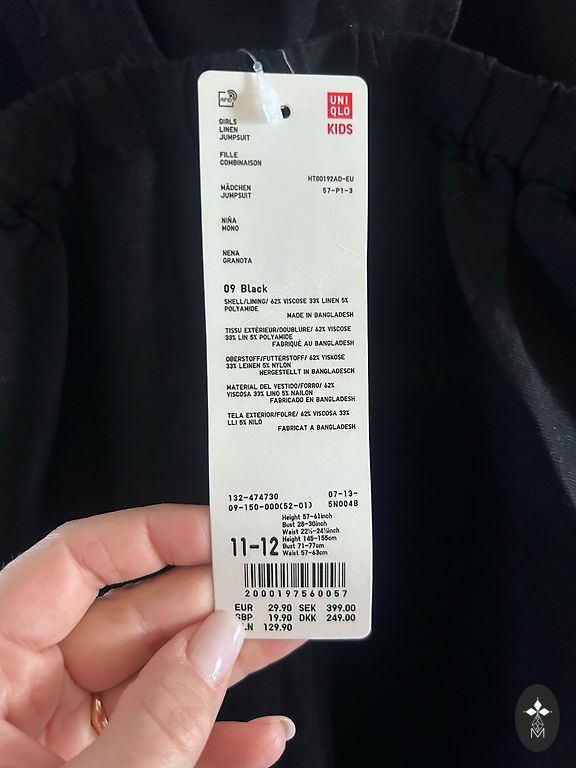 RFID
UNI
QLO
KIDS
GIRLS
LINEN
JUMPSUIT
FILLE
COMBINAISON
HT00192AD-EU
MÄDCHEN
JUMPSUIT
57-P1-3
NIÑA
MONO
NENA
GRANOTA
09 Black
SHELL/LINING/ 62% VISCOSE 33% LINEN 5%
POLYAMIDE
MADE IN BANGLADESH
TISSU EXTÉRIEUR/DOUBLURE/ 62% VISCOSE
33% LIN 5% POLYAMIDE
FABRIQUÉ AU BANGLADESH
OBERSTOFF/FUTTERSTOFF/ 62% VISKOSE
33% LEINEN 5% NYLON
HERGESTELLT IN BANGLADESCH
MATERIAL DEL VESTIDO/FORRO/ 62%
VISCOSA 33% LINO 5% NAILON
FABRICADO EN BANGLADESH
TELA EXTERIOR/FOLRE/ 62% VISCOSA 33%
LLI 5% NILÓ
FABRICAT A BANGLADESH
132-474730 07-13-
09-150-000(52-01) 5N004B
Height 57-61inch
Bust 28-30inch
Waist 22½-24¾inch
11-12 Height 145-155cm
Bust 71-77cm
Waist 57-63cm
2000197560057
EUR 29.90 SEK 399.00
GBP 19.90 DKK 249.00
LN 129.90